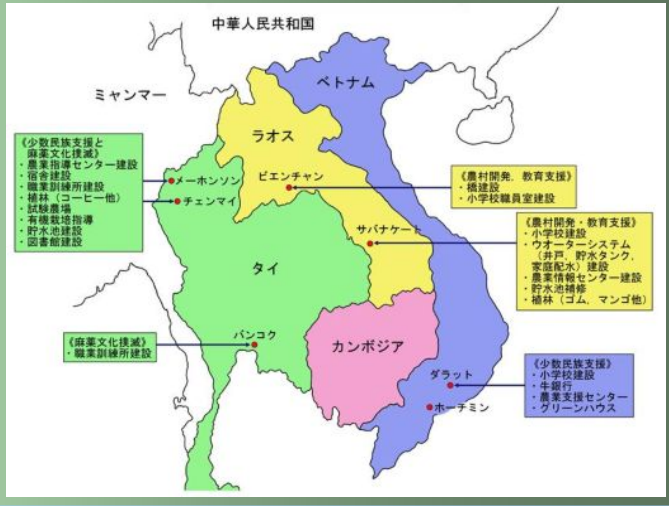 中華人民共和国
ミャンマー
ベトナム
ラオス
《少数民族支援と
麻薬文化撲滅》
・農業指導センター建設
・宿舎建設
・職業訓練所建設
・植林（コーヒー他）
・試験農場
・有機栽培指導
・貯水池建設
・図書館建設
メーホンソン
チェンマイ
ビエンチャン
《農村開発，教育支援》
・橋建設
・小学校職員室建設
サバナケート
《農村開発・教育支援》
・小学校建設
・ウオーターシステム
（井戸，貯水タンク，
家庭配水）建設
・農業情報センター建設
・貯水池補修
・植林（ゴム，マンゴ他）
タイ
《麻薬文化撲滅》
・職業訓練所建設
バンコク
カンボジア
ダラット
ホーチミン
《少数民族支援》
・小学校建設
・牛銀行
・農業支援センター
・グリーンハウス